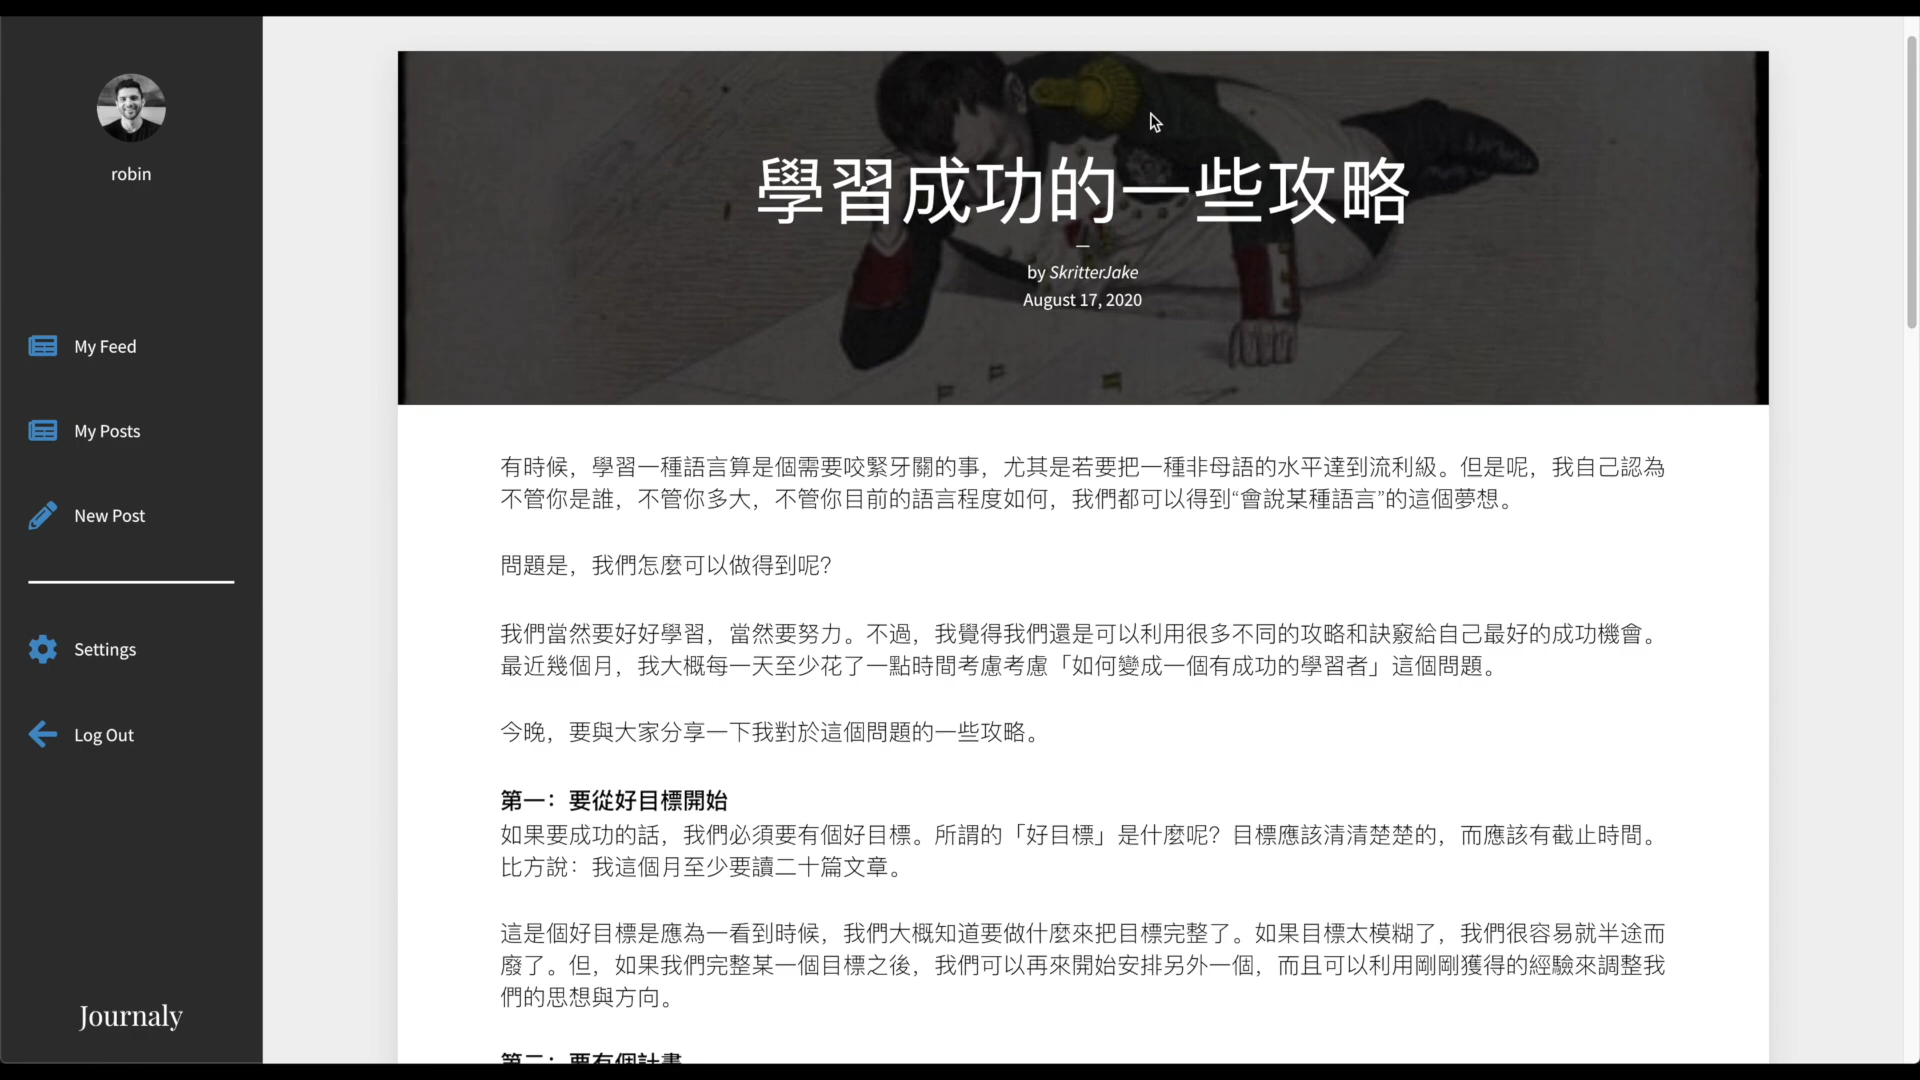 robin
My Feed
My Posts
New Post
Settings
Log Out
Journaly
學習成功的一些攻略
by SkritterJake
August 17, 2020
有時候，學習一種語言算是個需要咬緊牙關的事，尤其是若要把一種非母語的水平達到流利級。但是呢，我自己認為
不管你是誰，不管你多大，不管你目前的語言程度如何，我們都可以得到“會說某種語言”的這個夢想。
問題是，我們怎麼可以做得到呢？
我們當然要好好學習，當然要努力。不過，我覺得我們還是可以利用很多不同的攻略和訣竅給自己最好的成功機會。
最近幾個月，我大概每一天至少花了一點時間考慮考慮「如何變成一個有成功的學習者」這個問題。
今晚，要與大家分享一下我對於這個問題的一些攻略。
第一：要從好目標開始
如果要成功的話，我們必須要有個好目標。所謂的「好目標」是什麼呢？目標應該清清楚楚的，而應該有截止時間。
比方說：我這個月至少要讀二十篇文章。
這是個好目標是應為一看到時候，我們大概知道要做什麼來把目標完整了。如果目標太模糊了，我們很容易就半途而
廢了。但，如果我們完整某一個目標之後，我們可以再來開始安排另外一個，而且可以利用剛剛獲得的經驗來調整我
們的思想與方向。
第二：要有個計畫